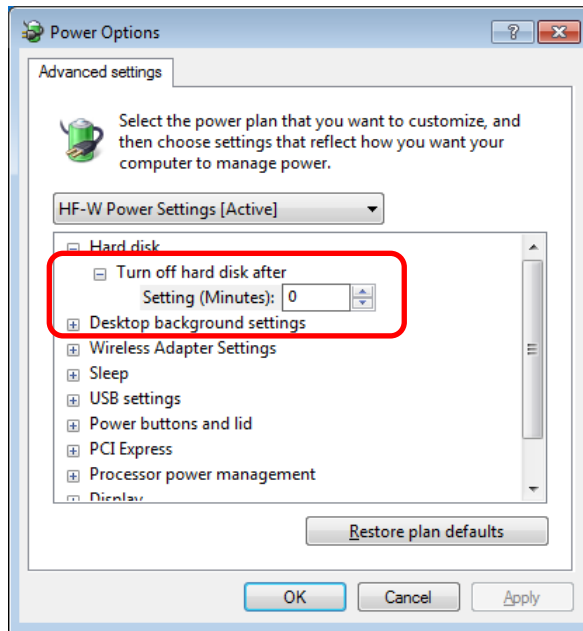 Power Options
Advanced settings
Select the power plan that you want to customize, and
then choose settings that reflect how you want your
computer to manage power.
HF-W Power Settings [Active]
Hard disk
Turn off hard disk after
Setting (Minutes): 0
Desktop background settings
Wireless Adapter Settings
Sleep
USB settings
Power buttons and lid
PCI Express
Processor power management
Display
Restore plan defaults
OK Cancel Apply